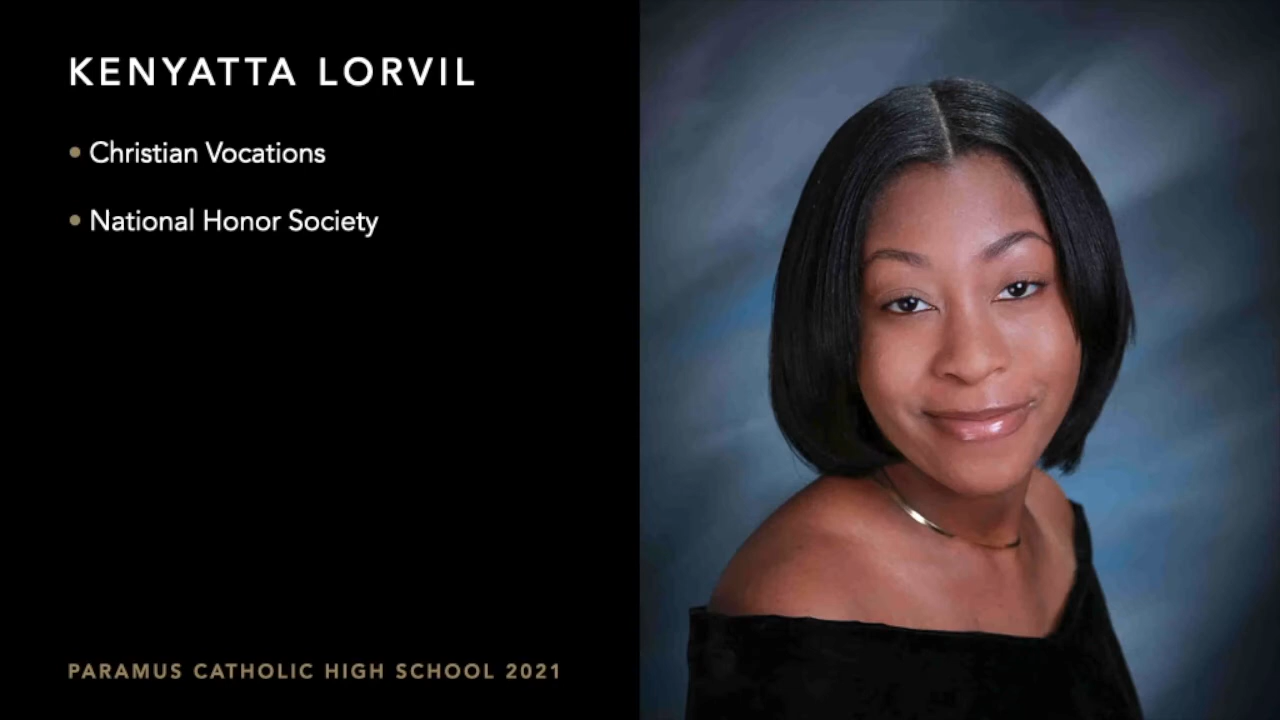 KENYATTA LORVIL
• Christian Vocations
• National Honor Society
PARAMUS CATHOLIC HIGH SCHOOL 2021